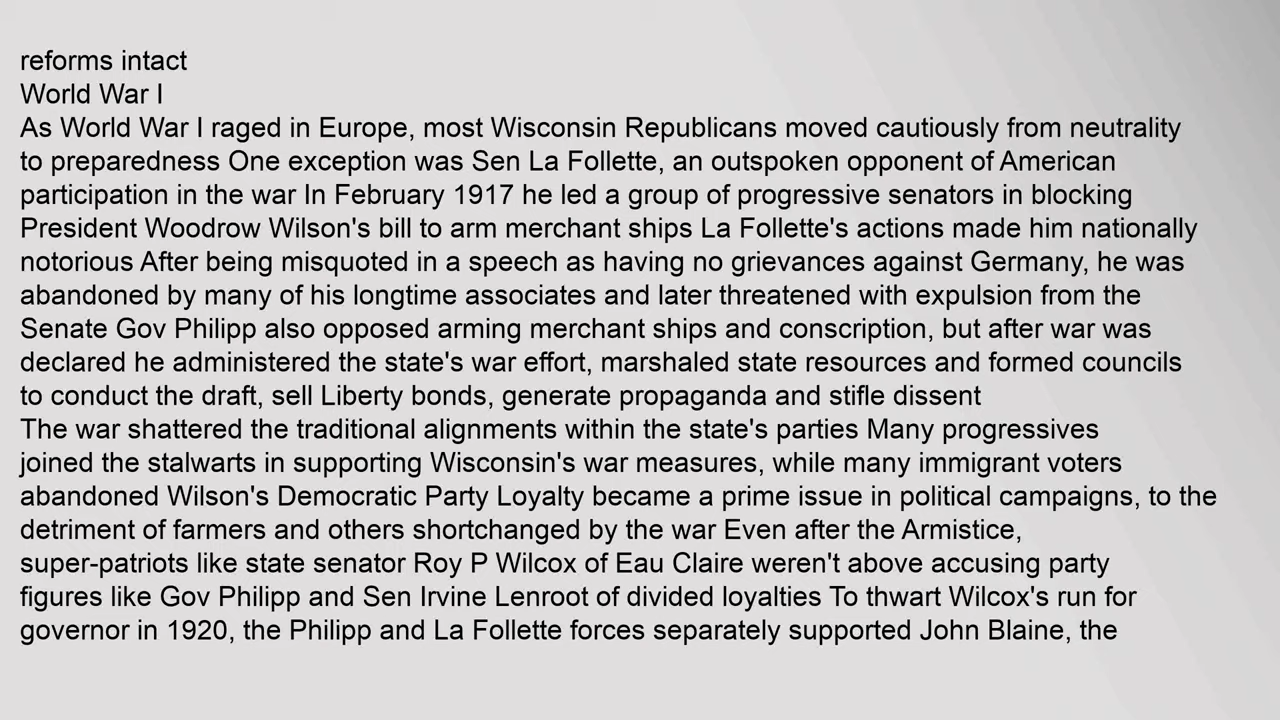 reforms intact
World War I
As World War I raged in Europe, most Wisconsin Republicans moved cautiously from neutrality
to preparedness One exception was Sen La Follette, an outspoken opponent of American
participation in the war In February 1917 he led a group of progressive senators in blocking
President Woodrow Wilson's bill to arm merchant ships La Follette's actions made him nationally
notorious After being misquoted in a speech as having no grievances against Germany, he was
abandoned by many of his longtime associates and later threatened with expulsion from the
Senate Gov Philipp also opposed arming merchant ships and conscription, but after war was
declared he administered the state's war effort, marshaled state resources and formed councils
to conduct the draft, sell Liberty bonds, generate propaganda and stifle dissent
The war shattered the traditional alignments within the state's parties Many progressives
joined the stalwarts in supporting Wisconsin's war measures, while many immigrant voters
abandoned Wilson's Democratic Party Loyalty became a prime issue in political campaigns, to the
detriment of farmers and others shortchanged by the war Even after the Armistice,
super-patriots like state senator Roy P Wilcox of Eau Claire weren't above accusing party
figures like Gov Philipp and Sen Irvine Lenroot of divided loyalties To thwart Wilcox's run for
governor in 1920, the Philipp and La Follette forces separately supported John Blaine, the